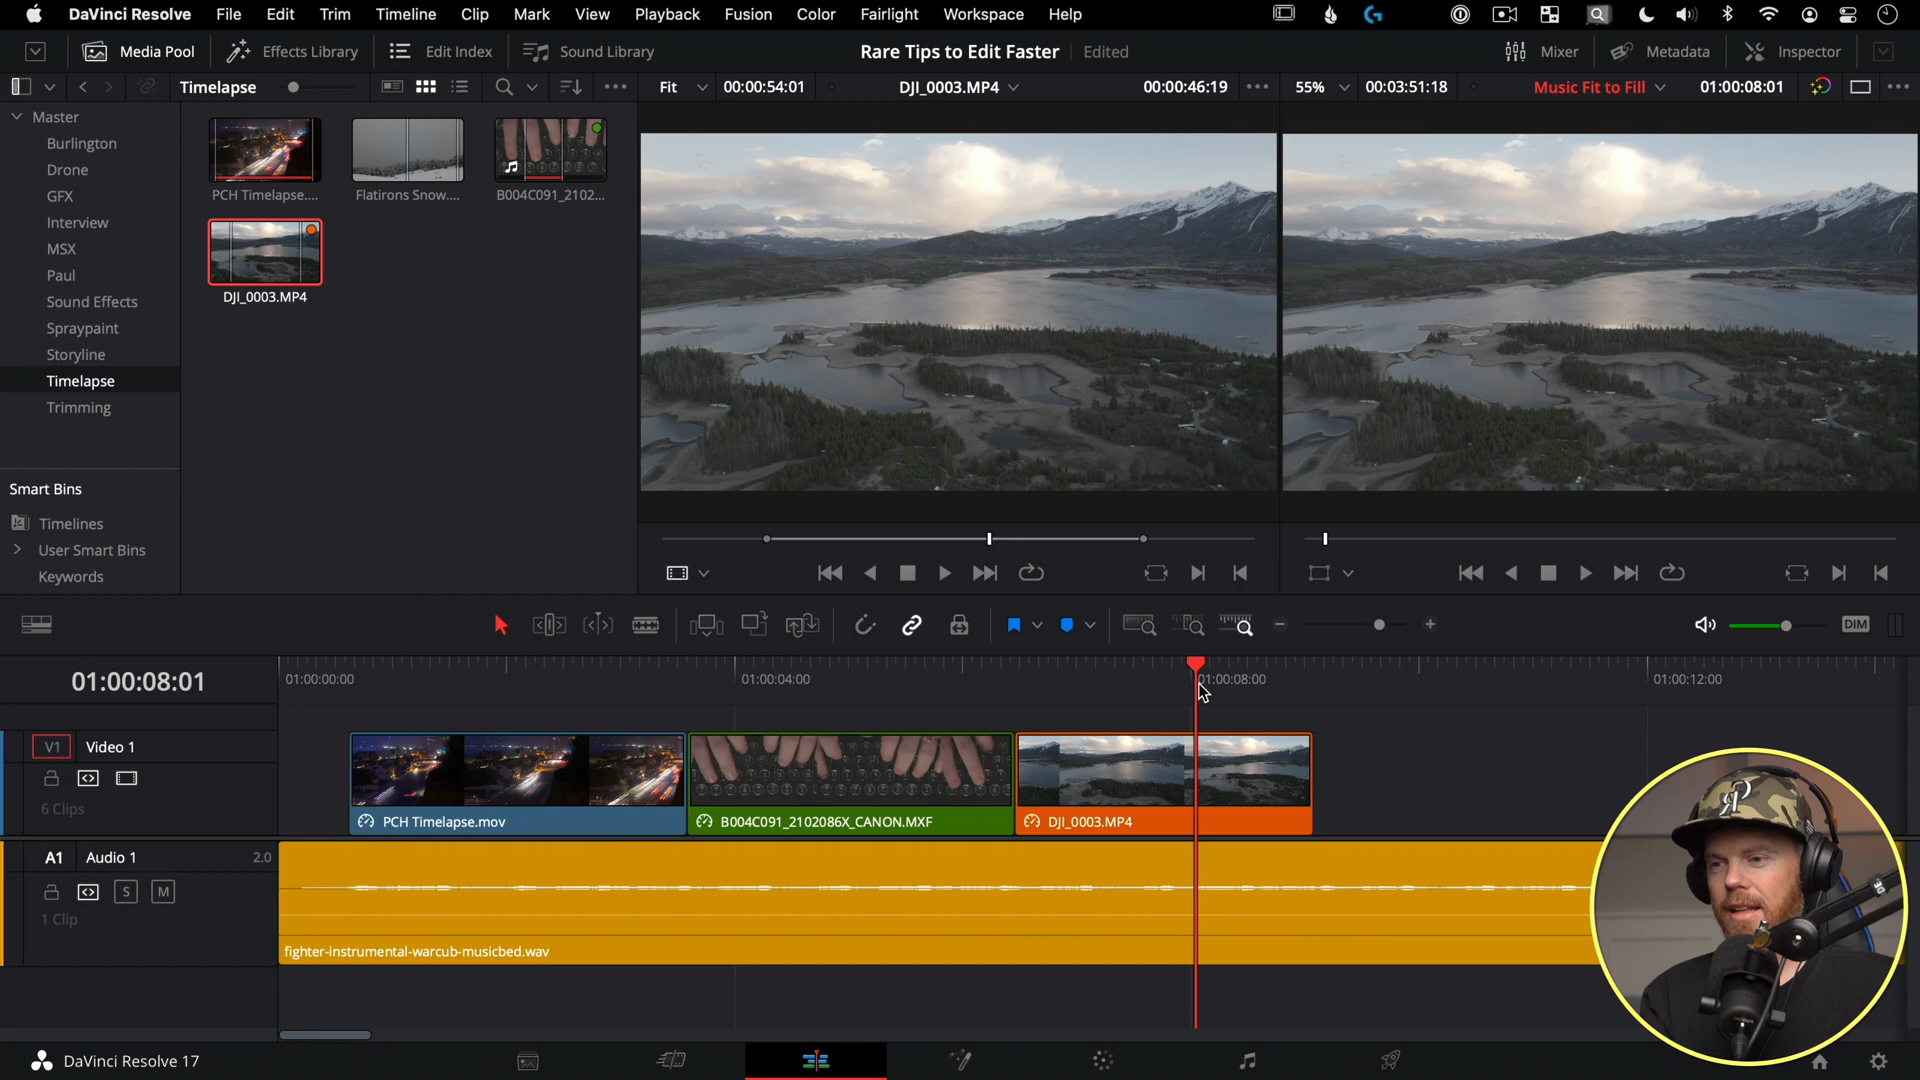 DaVinci Resolve File Edit Trim Timeline Clip Mark View Playback Fusion Color Fairlight Workspace Help
Media Pool Effects Library Edit Index Sound Library Rare Tips to Edit Faster Edited Mixer Metadata Inspector
Timelapse Fit 00:00:54:01 DJI_0003.MP4 00:00:46:19 55% 00:03:51:18 Music Fit to Fill 01:00:08:01
Master
Burlington
Drone
GFX
Interview
MSX
Paul
Sound Effects
Spraypaint
Storyline
Timelapse
Trimming
PCH Timelapse.... Flatirons Snow.... B004C091_2102...
DJI_0003.MP4
Smart Bins
Timelines
User Smart Bins
Keywords
DIM
01:00:08:01
01:00:00:00 01:00:04:00 01:00:08:00 01:00:12:00
V1 Video 1
6 Clips
PCH Timelapse.mov B004C091_2102086X_CANON.MXF DJI_0003.MP4
A1 Audio 1 2.0
S M
1 Clip
fighter-instrumental-warcub-musicbed.wav
DaVinci Resolve 17